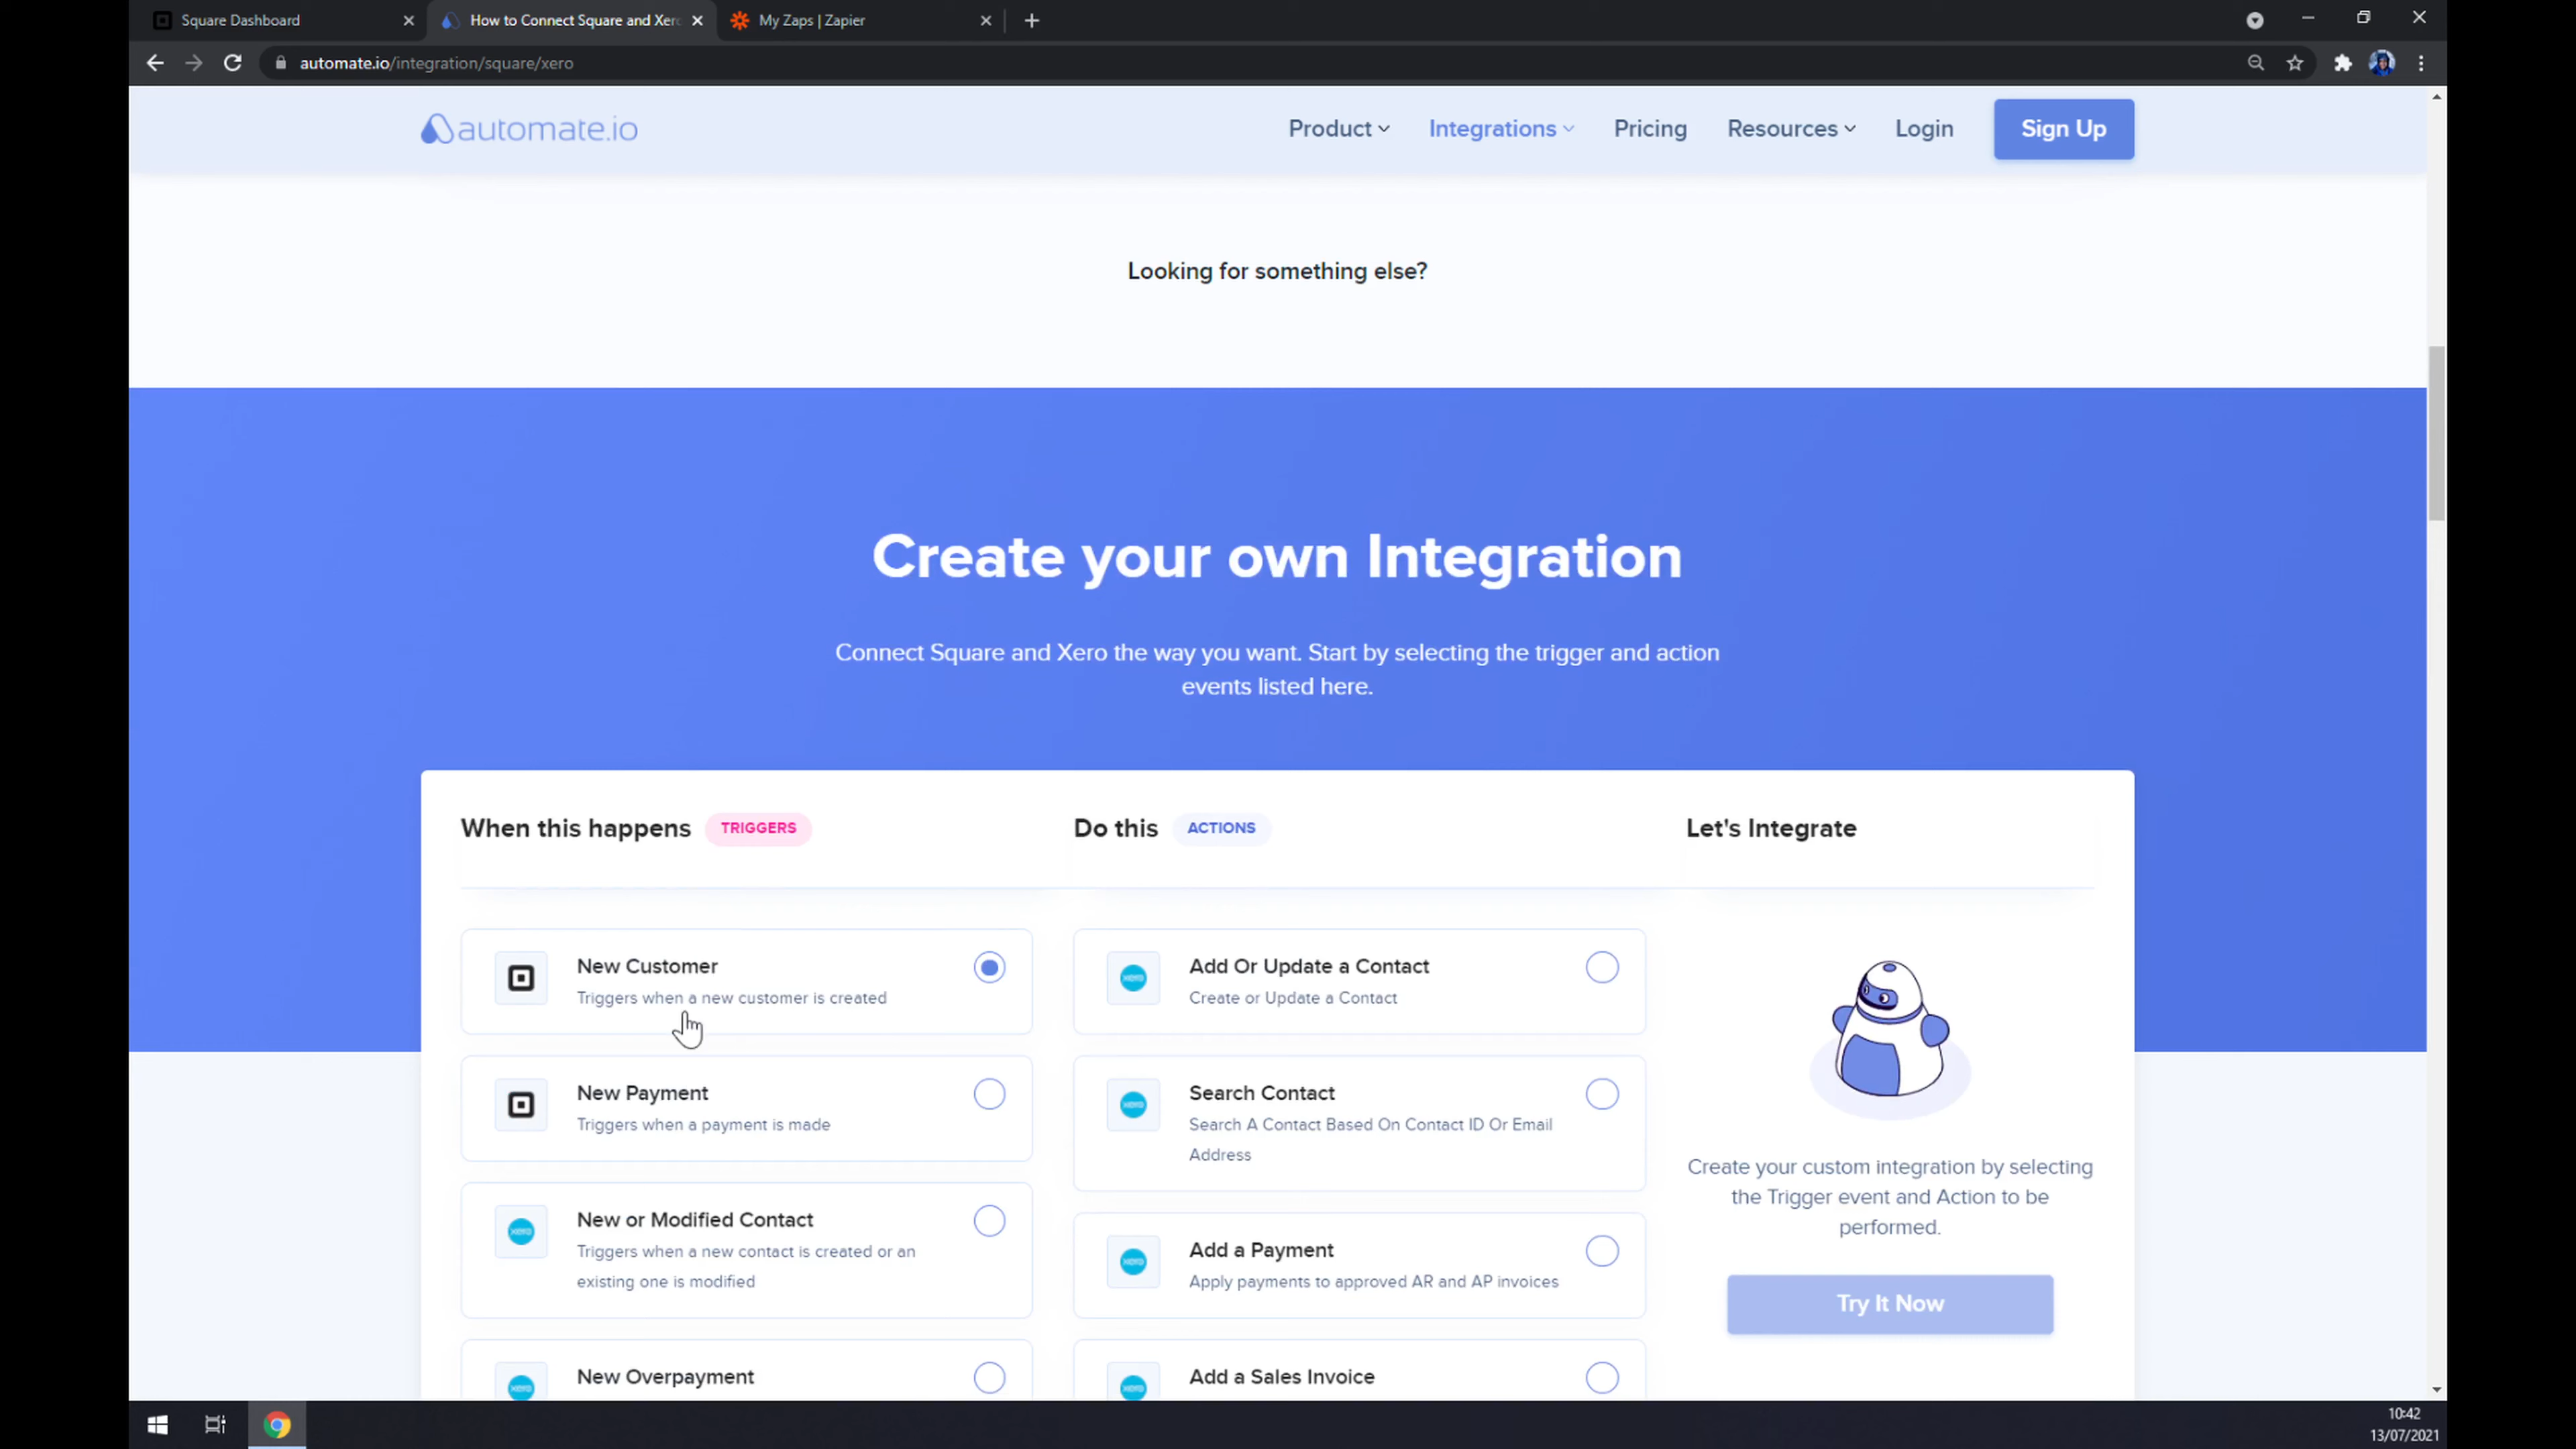 Square Dashboard
How to Connect Square and Xero
My Zaps | Zapier
automate.io/integration/square/xero
automate.io
Product
Integrations
Pricing
Resources
Login
Sign Up
Looking for something else?
Create your own Integration
Connect Square and Xero the way you want. Start by selecting the trigger and action
events listed here.
When this happens TRIGGERS
Do this ACTIONS
Let's Integrate
New Customer
Triggers when a new customer is created
New Payment
Triggers when a payment is made
xero
New or Modified Contact
Triggers when a new contact is created or an
existing one is modified
xero
New Overpayment
xero
Add Or Update a Contact
Create or Update a Contact
xero
Search Contact
Search A Contact Based On Contact ID Or Email
Address
xero
Add a Payment
Apply payments to approved AR and AP invoices
xero
Add a Sales Invoice
Create your custom integration by selecting
the Trigger event and Action to be
performed.
Try It Now
10:42
13/07/2021